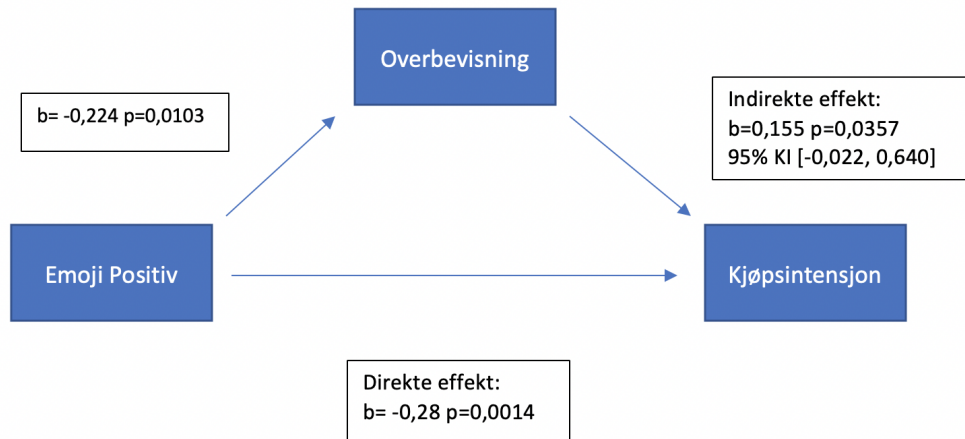 Overbevisning
b= -0,224 p=0,0103
Indirekte effekt:
b=0,155 p=0,0357
95% KI [-0,022, 0,640]
Emoji Positiv
Kjøpsintensjon
Direkte effekt:
b= -0,28 p=0,0014